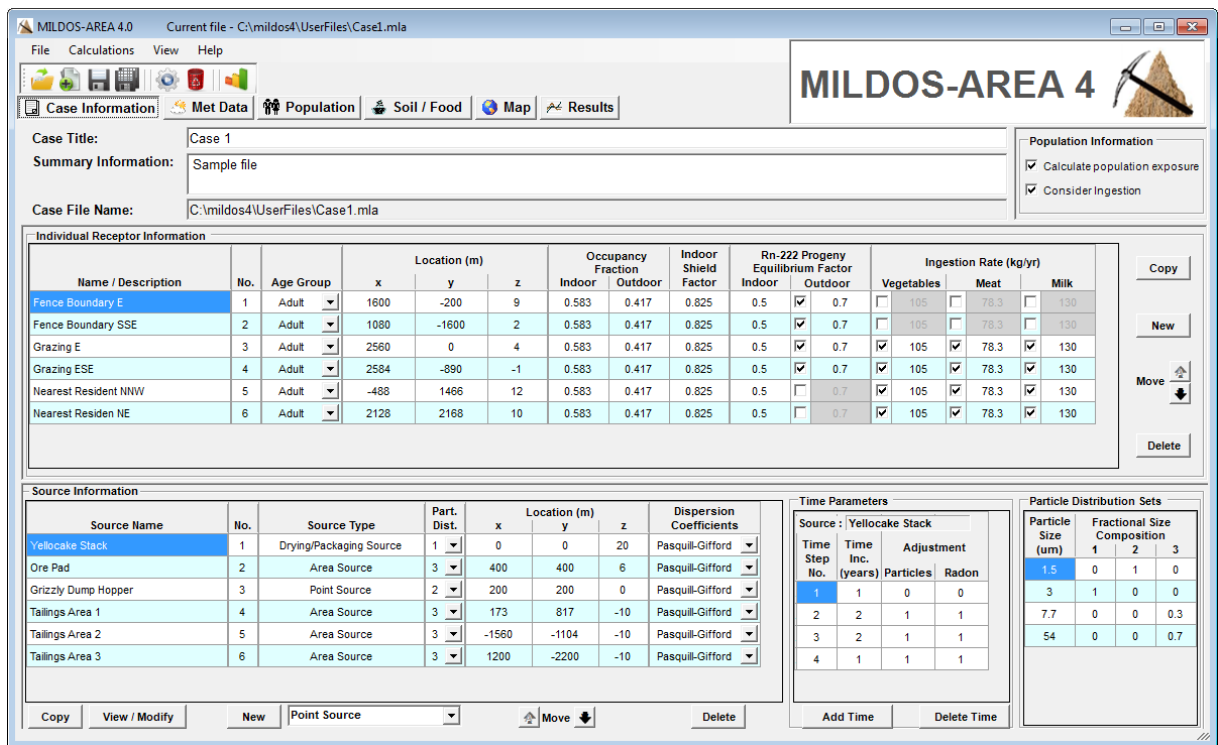 MILDOS-AREA 4.0 Current file - C:\mildos4\UserFiles\Case1.mla
File Calculations View Help
MILDOS-AREA 4
Case Information Met Data Population Soil / Food Map Results
Case Title: Case 1
Summary Information: Sample file
Case File Name: C:\mildos4\UserFiles\Case1.mla
Population Information
Calculate population exposure
Consider Ingestion
Individual Receptor Information
Name / Description No. Age Group Location (m) x y z Occupancy Fraction Indoor Outdoor Indoor Shield Factor Rn-222 Progeny Equilibrium Factor Indoor Outdoor Ingestion Rate (kg/yr) Vegetables Meat Milk
Fence Boundary E 1 Adult 1600 -200 9 0.583 0.417 0.825 0.5 0.7 105 78.3 130
Fence Boundary SSE 2 Adult 1080 -1600 2 0.583 0.417 0.825 0.5 0.7 105 78.3 130
Grazing E 3 Adult 2560 0 4 0.583 0.417 0.825 0.5 0.7 105 78.3 130
Grazing ESE 4 Adult 2584 -890 -1 0.583 0.417 0.825 0.5 0.7 105 78.3 130
Nearest Resident NNW 5 Adult -488 1466 12 0.583 0.417 0.825 0.5 0.7 105 78.3 130
Nearest Residen NE 6 Adult 2128 2168 10 0.583 0.417 0.825 0.5 0.7 105 78.3 130
Copy
New
Move
Delete
Source Information
Source Name No. Source Type Part. Dist. Location (m) x y z Dispersion Coefficients
Yellocake Stack 1 Drying/Packaging Source 1 0 0 20 Pasquill-Gifford
Ore Pad 2 Area Source 3 400 400 6 Pasquill-Gifford
Grizzly Dump Hopper 3 Point Source 2 200 200 0 Pasquill-Gifford
Tailings Area 1 4 Area Source 3 173 817 -10 Pasquill-Gifford
Tailings Area 2 5 Area Source 3 -1560 -1104 -10 Pasquill-Gifford
Tailings Area 3 6 Area Source 3 1200 -2200 -10 Pasquill-Gifford
Copy View / Modify New Point Source Move Delete
Time Parameters
Source : Yellocake Stack
Time Step No. Time Inc. (years) Adjustment Particles Radon
1 1 0 0
2 2 1 1
3 2 1 1
4 1 1 1
Add Time Delete Time
Particle Distribution Sets
Particle Size (um) Fractional Size Composition 1 2 3
1.5 0 1 0
3 1 0 0
7.7 0 0 0.3
54 0 0 0.7